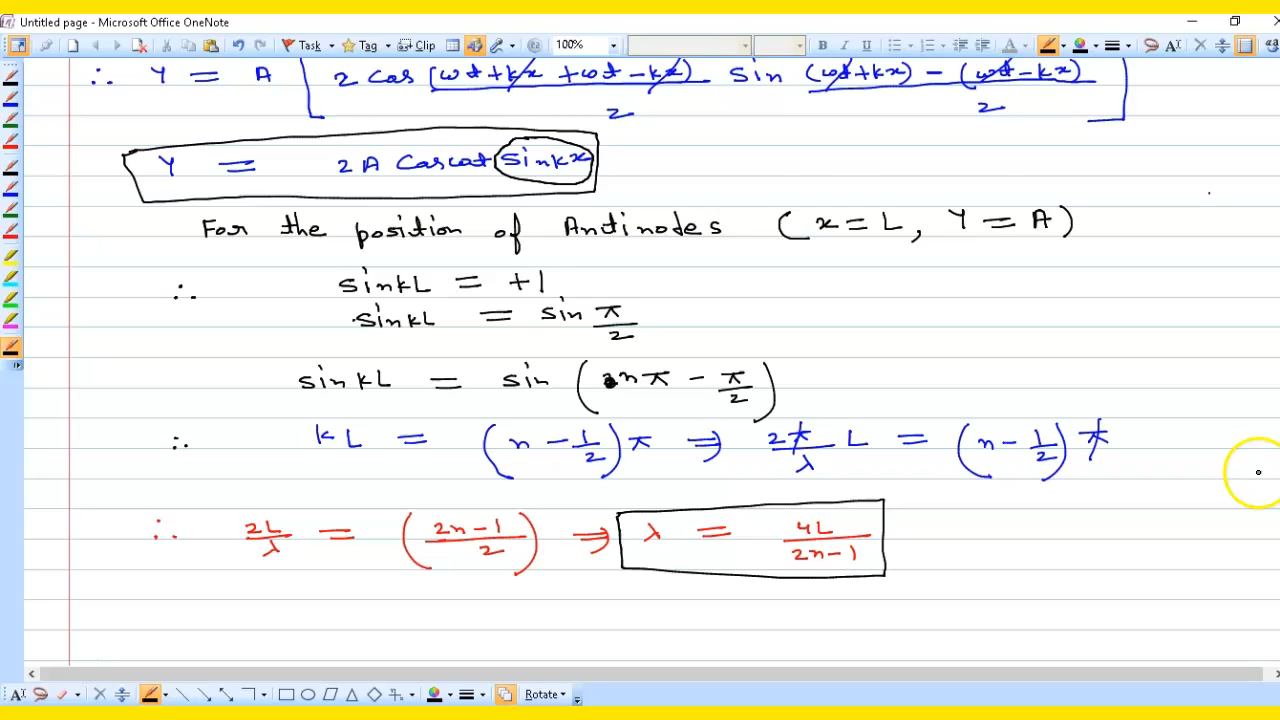 Untitled page - Microsoft Office OneNote
Task Tag Clip 100% B I U A
∴ Y = A [ 2 Cos (ωt+kx+ωt-kx)/2 sin (ωt+kx)-(ωt-kx)/2 ]
Y = 2A Cosωt sinkx
For the position of Antinodes (x=L, Y=A)
∴ sinkL = +1
sinkL = sin π/2
sinkL = sin (nπ - π/2)
∴ kL = (n - 1/2) π ⇒ 2π/λ L = (n - 1/2) π
∴ 2L/λ = (2n-1/2) ⇒ λ = 4L/2n-1
Rotate